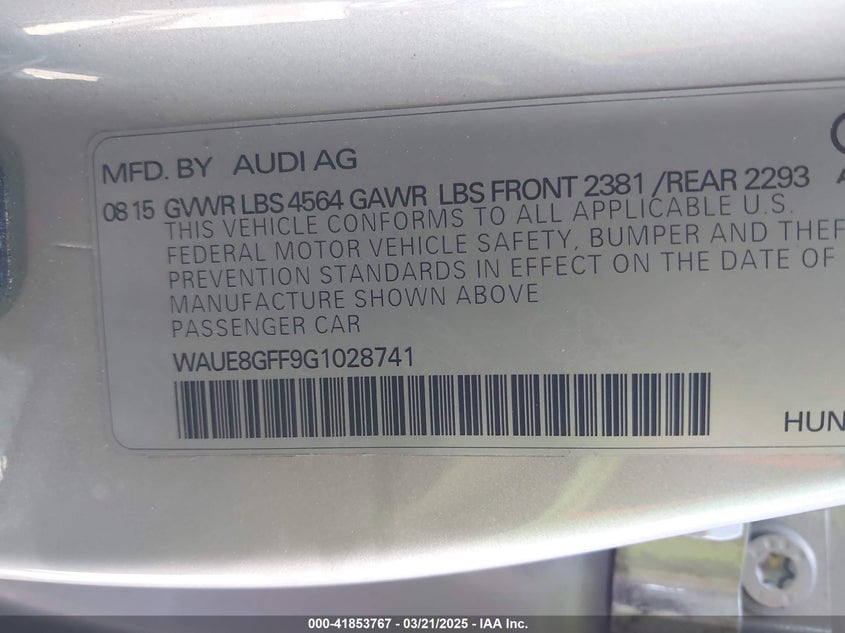 MFD. BY AUDI AG
08 15 GVWR LBS 4564 GAWR LBS FRONT 2381 /REAR 2293
THIS VEHICLE CONFORMS TO ALL APPLICABLE U.S.
FEDERAL MOTOR VEHICLE SAFETY, BUMPER AND THEF
PREVENTION STANDARDS IN EFFECT ON THE DATE OF
MANUFACTURE SHOWN ABOVE
PASSENGER CAR
WAUE8GFF9G1028741
HUN
000-41853767 / 03/21/2025 / IAA Inc.